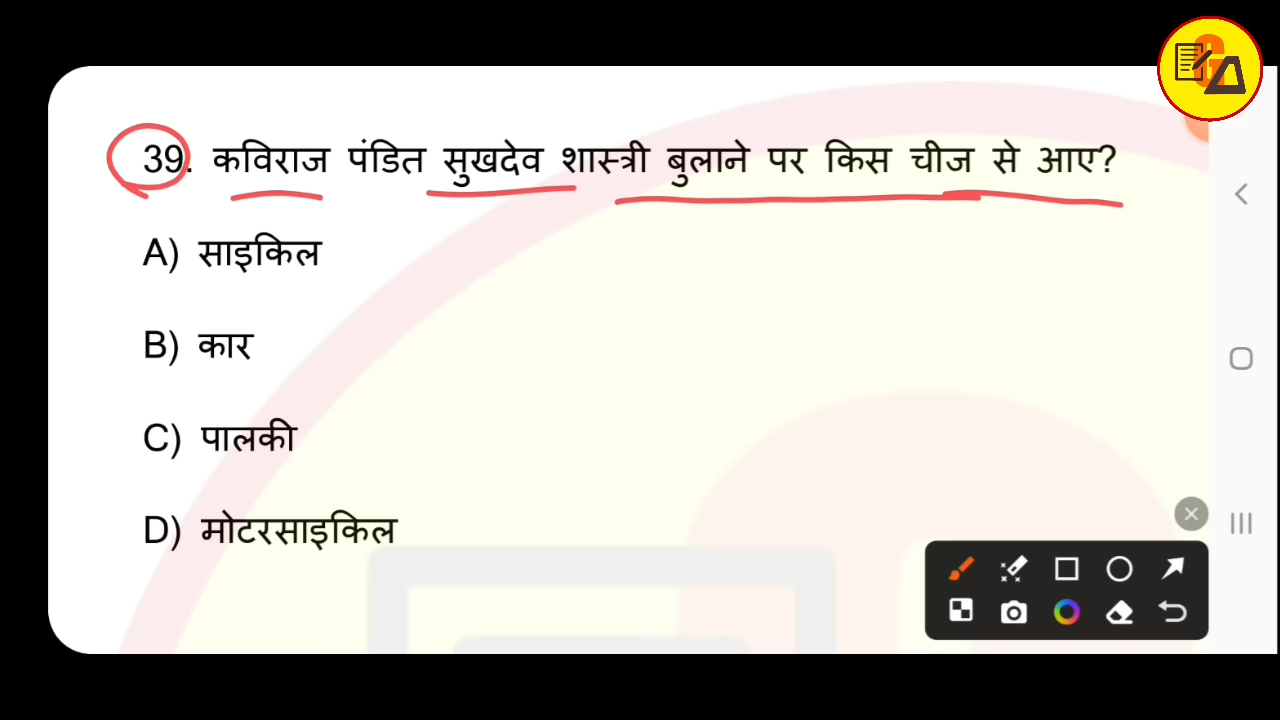 39. कविराज पंडित सुखदेव शास्त्री बुलाने पर किस चीज से आए?
A) साइकिल
B) कार
C) पालकी
D) मोटरसाइकिल